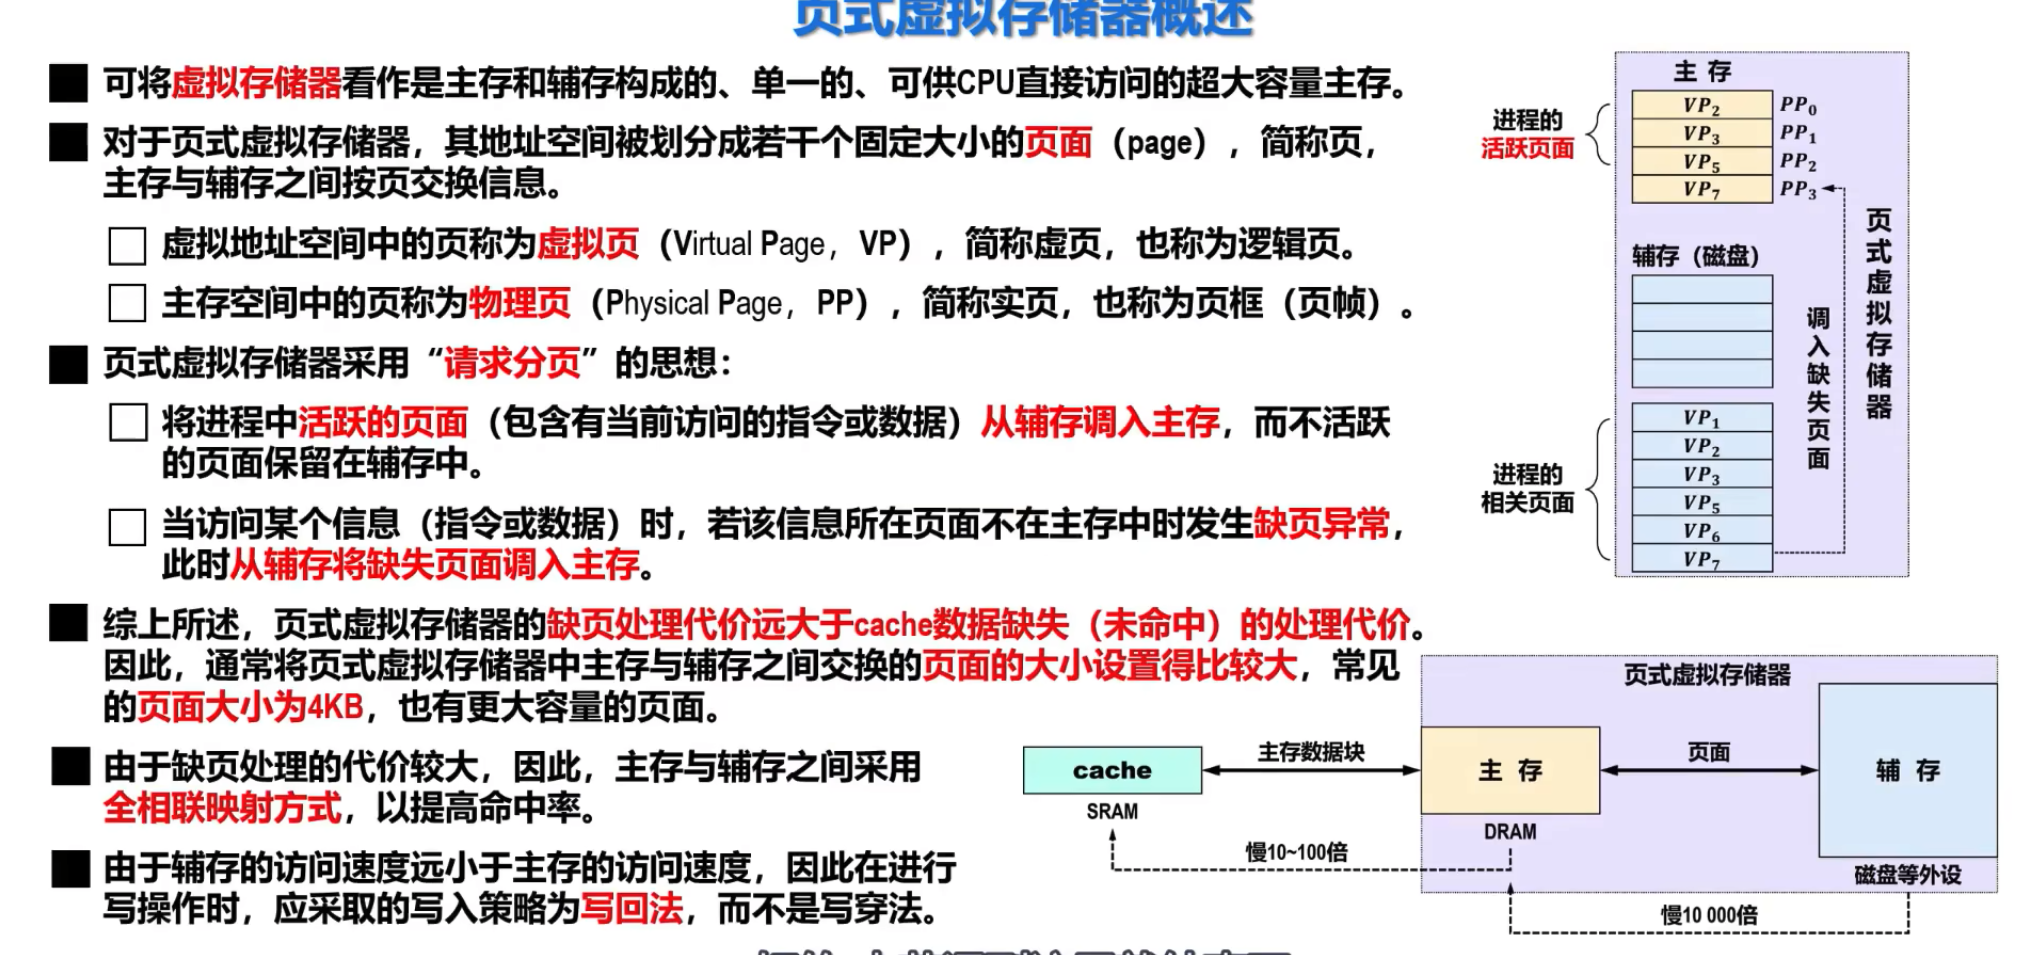 页式虚拟存储器概述
可将虚拟存储器看作是主存和辅存构成的、单一的、可供CPU直接访问的超大容量主存。
对于页式虚拟存储器，其地址空间被划分成若干个固定大小的页面（page），简称页，
主存与辅存之间按页交换信息。
虚拟地址空间中的页称为虚拟页（Virtual Page，VP），简称虚页，也称为逻辑页。
主存空间中的页称为物理页（Physical Page，PP），简称实页，也称为页框（页帧）。
页式虚拟存储器采用“请求分页”的思想：
将进程中活跃的页面（包含有当前访问的指令或数据）从辅存调入主存，而不活跃
的页面保留在辅存中。
当访问某个信息（指令或数据）时，若该信息所在页面不在主存中时发生缺页异常，
此时从辅存将缺失页面调入主存。
综上所述，页式虚拟存储器的缺页处理代价远大于cache数据缺失（未命中）的处理代价。
因此，通常将页式虚拟存储器中主存与辅存之间交换的页面的大小设置得比较大，常见
的页面大小为4KB，也有更大容量的页面。
由于缺页处理的代价较大，因此，主存与辅存之间采用
全相联映射方式，以提高命中率。
由于辅存的访问速度远小于主存的访问速度，因此在进行
写操作时，应采取的写入策略为写回法，而不是写穿法。
主 存
进程的
活跃页面
VP₂ PP₀
VP₃ PP₁
VP₅ PP₂
VP₇ PP₃
辅存（磁盘）
进程的
相关页面
VP₁
VP₂
VP₃
VP₅
VP₆
VP₇
调入缺失页面
页式虚拟存储器
页式虚拟存储器
cache
主存数据块
主 存
页面
辅 存
SRAM
DRAM
慢10~100倍
磁盘等外设
慢10 000倍